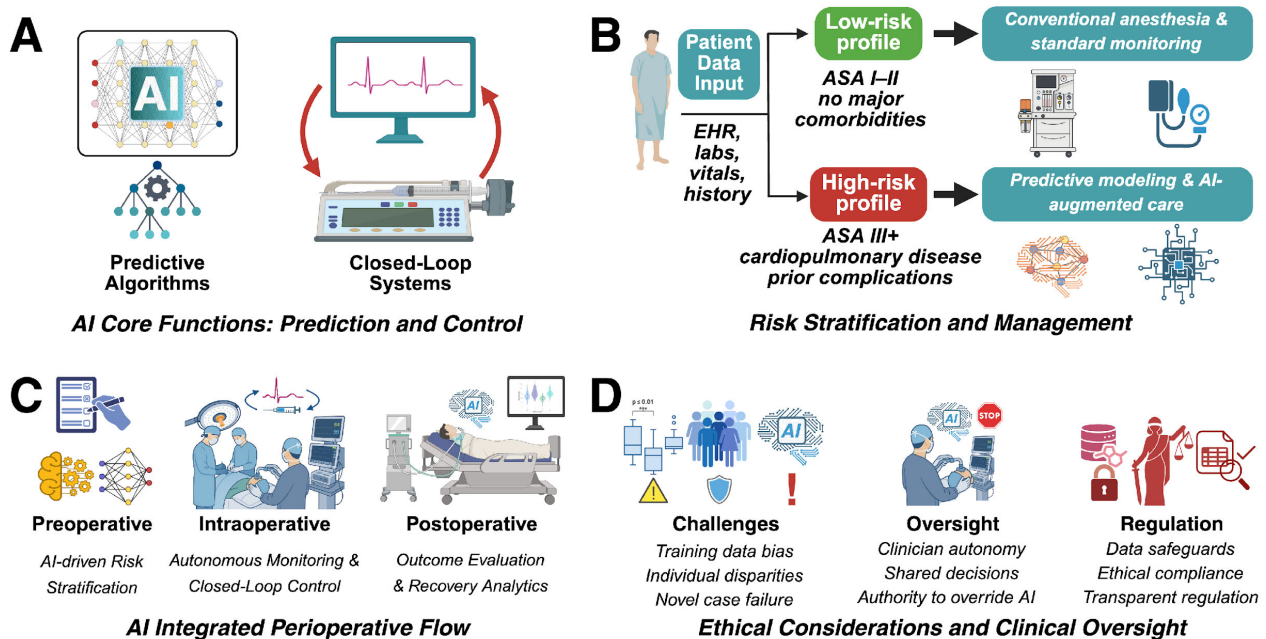 A
AI
Predictive
Algorithms
Closed-Loop
Systems
AI Core Functions: Prediction and Control
B
Patient
Data
Input
EHR,
labs,
vitals,
history
Low-risk
profile
ASA I–II
no major
comorbidities
Conventional anesthesia &
standard monitoring
High-risk
profile
ASA III+
cardiopulmonary disease
prior complications
Predictive modeling & AI-
augmented care
Risk Stratification and Management
C
Preoperative
AI-driven Risk
Stratification
Intraoperative
Autonomous Monitoring &
Closed-Loop Control
AI
Postoperative
Outcome Evaluation
& Recovery Analytics
AI Integrated Perioperative Flow
D
p ≤ 0.01
AI
!
Challenges
Training data bias
Individual disparities
Novel case failure
AI
STOP
Oversight
Clinician autonomy
Shared decisions
Authority to override AI
Regulation
Data safeguards
Ethical compliance
Transparent regulation
Ethical Considerations and Clinical Oversight